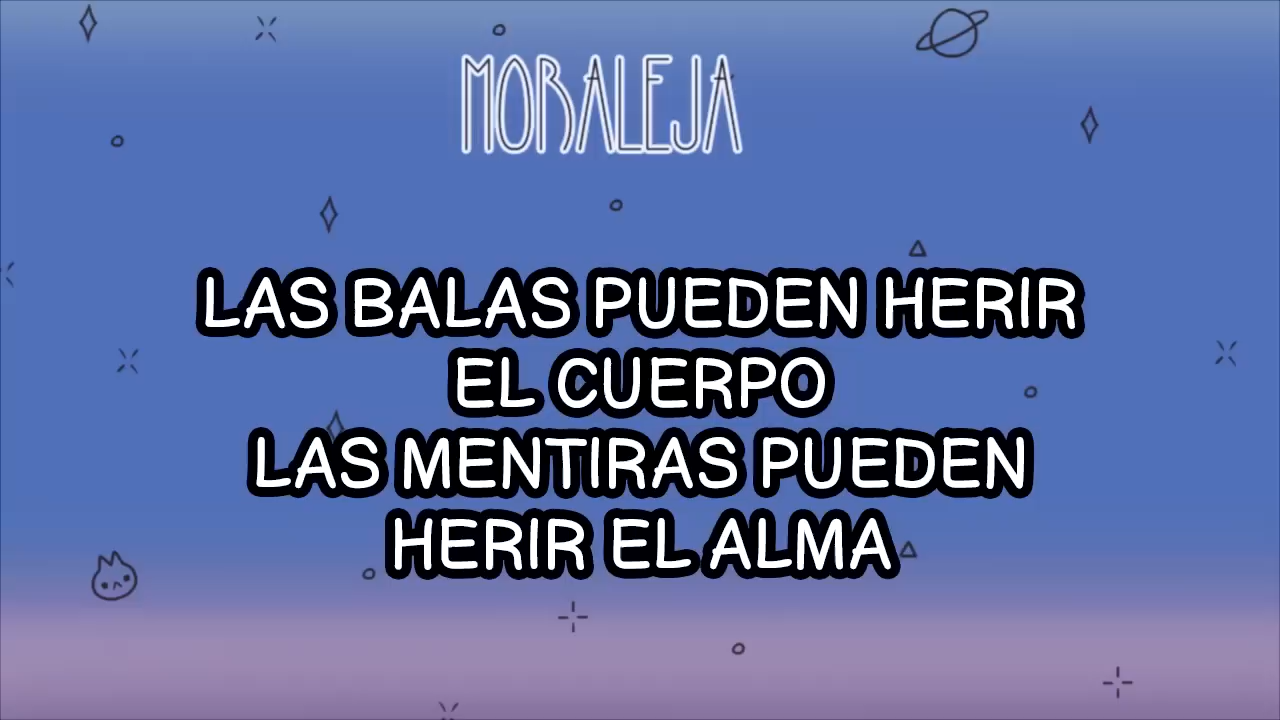 MORALEJA
LAS BALAS PUEDEN HERIR
EL CUERPO
LAS MENTIRAS PUEDEN
HERIR EL ALMA